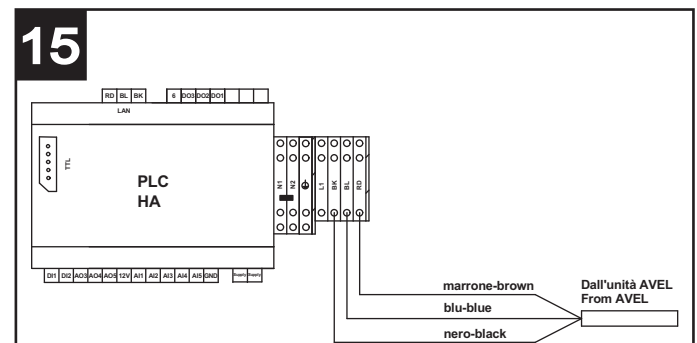 15
RD BL BK 6 DO3 DO2 DO1
LAN
TTL
PLC
HA
N1 N2 L1 BK BL RD
DI1 DI2 AO3 AO4 AO5 12V AI1 AI2 AI3 AI4 AI5 GND Supply Supply
marrone-brown
Dall'unità AVEL
From AVEL
blu-blue
nero-black